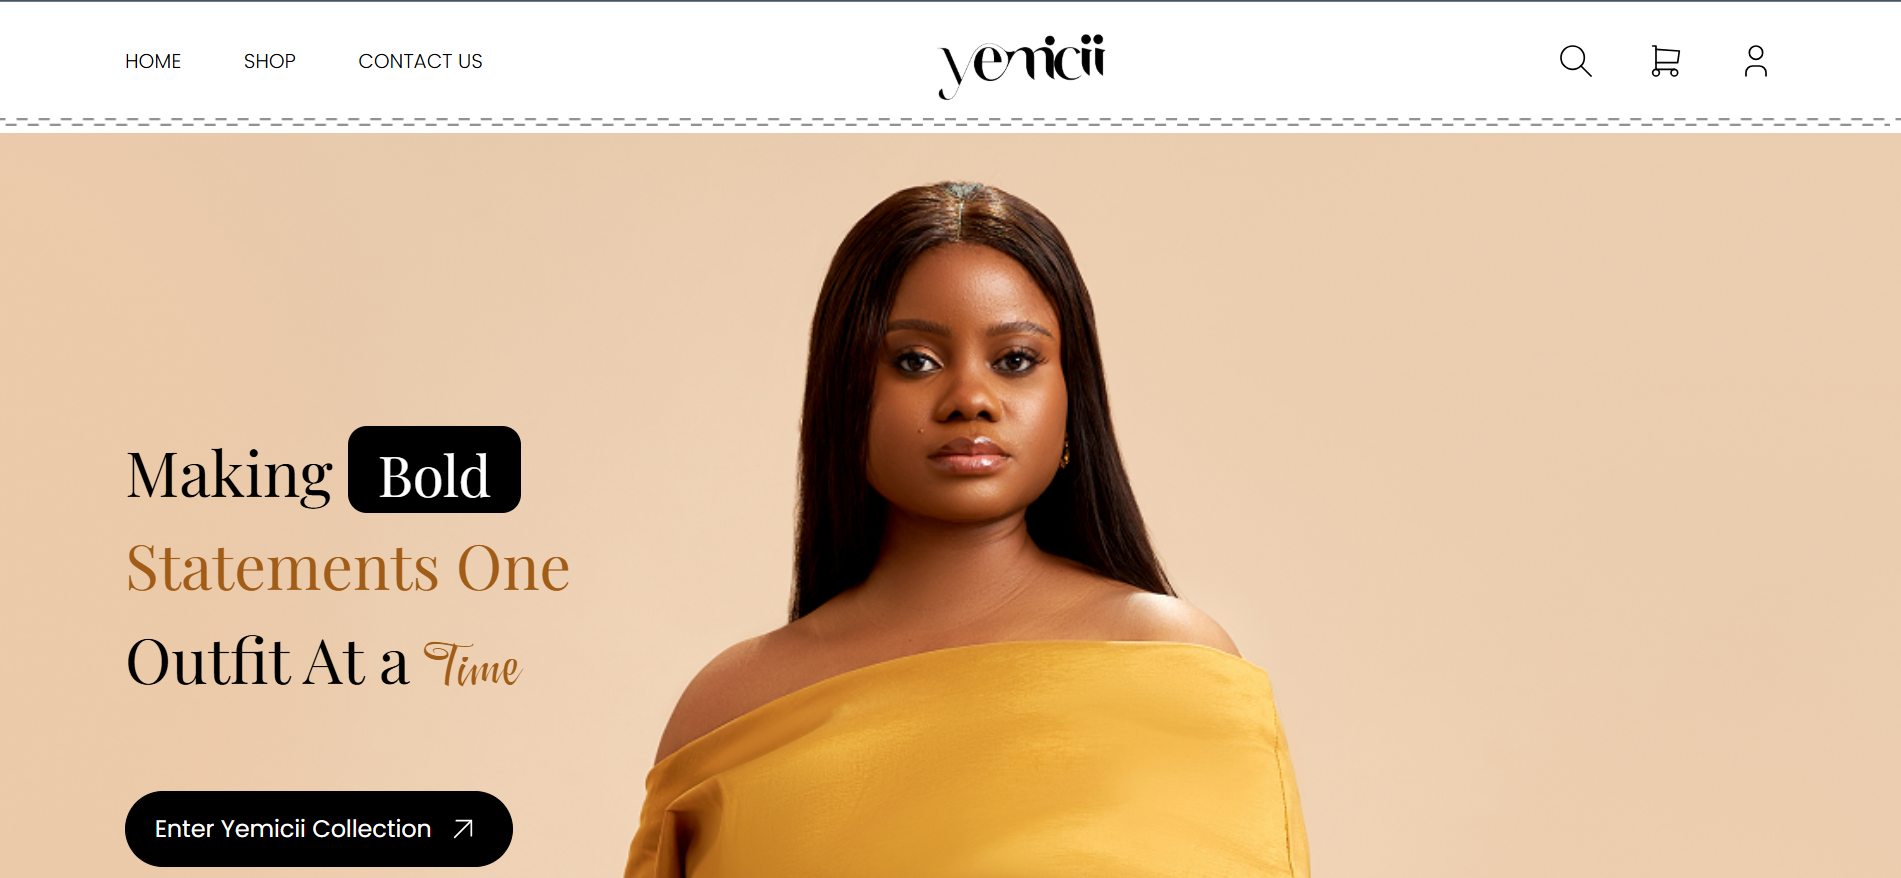 HOME SHOP CONTACT US
yemicii
Making Bold
Statements One
Outfit At a Time
Enter Yemicii Collection